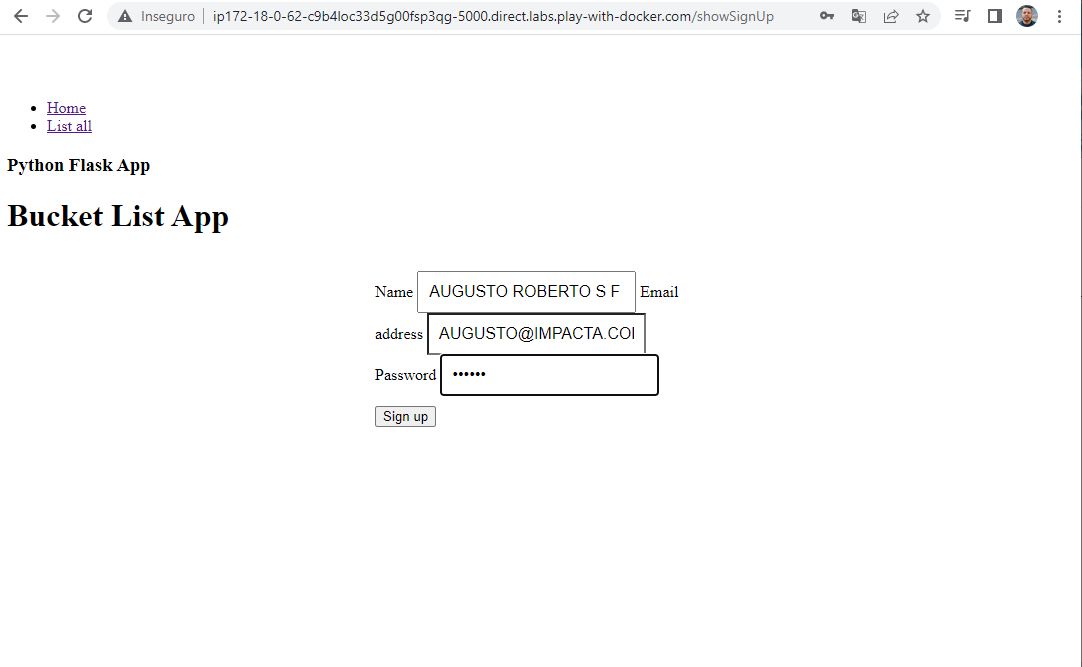 Inseguro ip172-18-0-62-c9b4loc33d5g00fsp3qg-5000.direct.labs.play-with-docker.com/showSignUp
Home
List all
Python Flask App
Bucket List App
Name AUGUSTO ROBERTO S F Email
address AUGUSTO@IMPACTA.COI
Password ••••••
Sign up